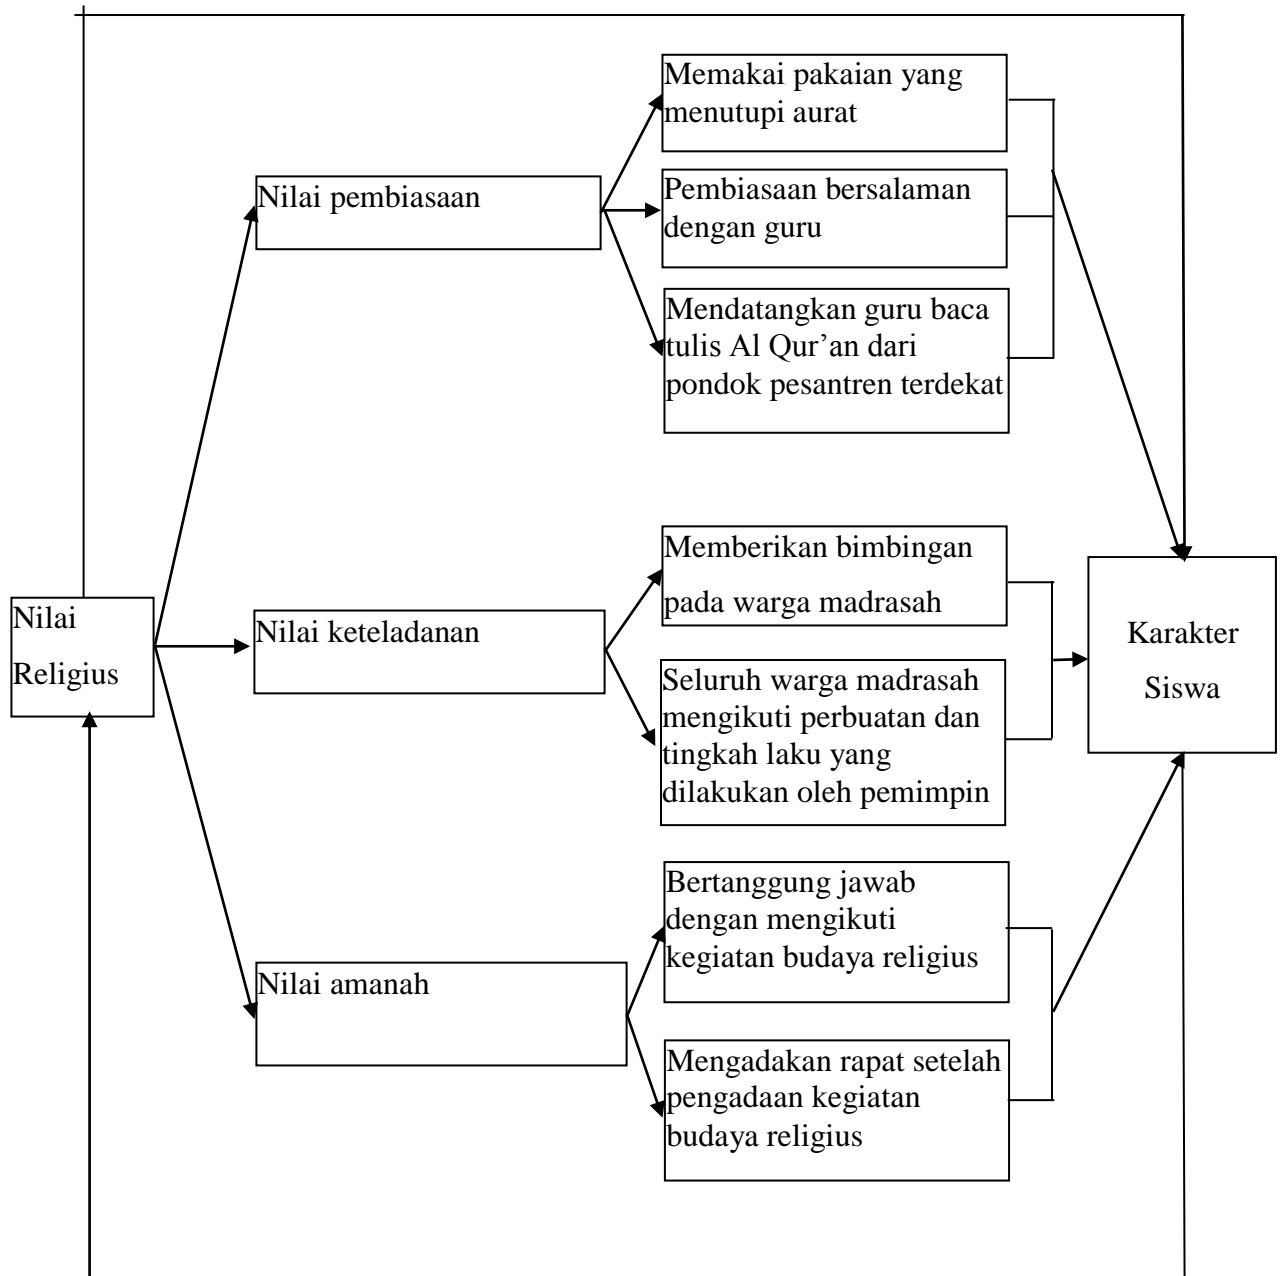 Memakai pakaian yang
menutupi aurat
Nilai pembiasaan
Pembiasaan bersalaman
dengan guru
Mendatangkan guru baca
tulis Al Qur’an dari
pondok pesantren terdekat
Memberikan bimbingan
pada warga madrasah
Nilai
Religius
Nilai keteladanan
Karakter
Siswa
Seluruh warga madrasah
mengikuti perbuatan dan
tingkah laku yang
dilakukan oleh pemimpin
Bertanggung jawab
dengan mengikuti
kegiatan budaya religius
Nilai amanah
Mengadakan rapat setelah
pengadaan kegiatan
budaya religius